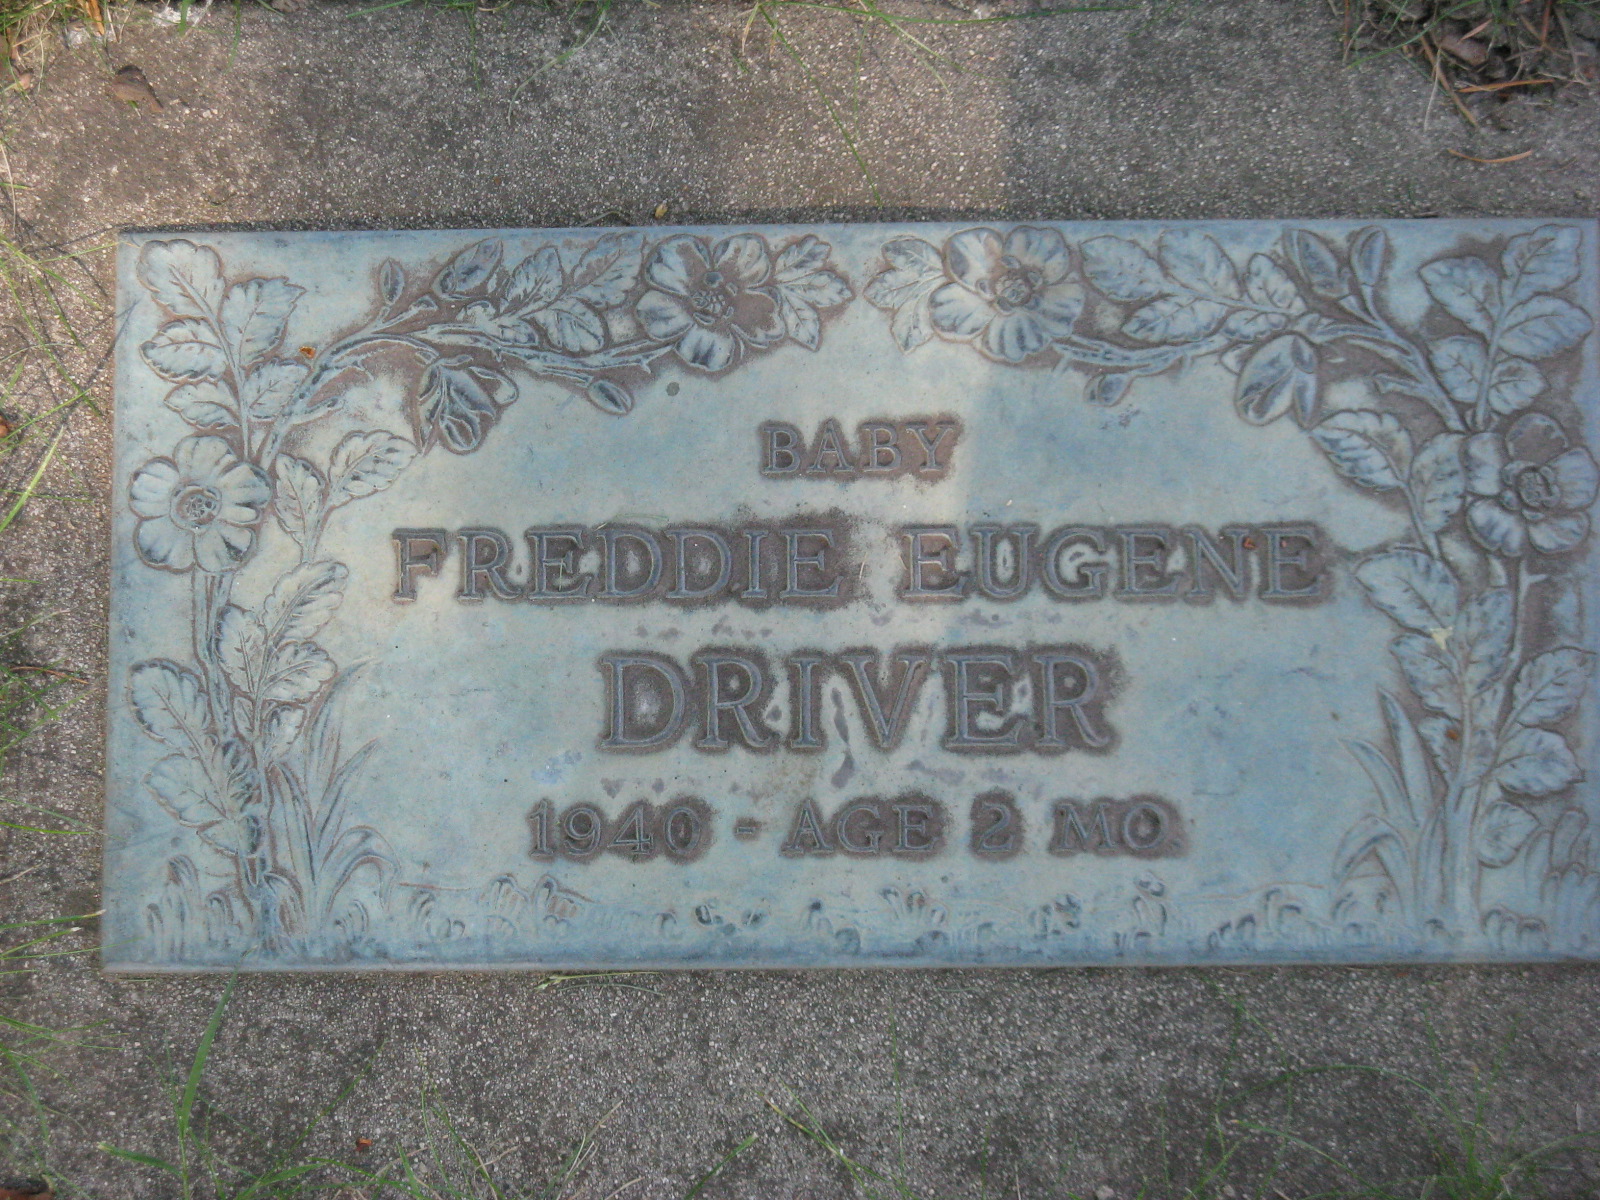 BABY
FREDDIE EUGENE
DRIVER
1940 - AGE 2 MO.